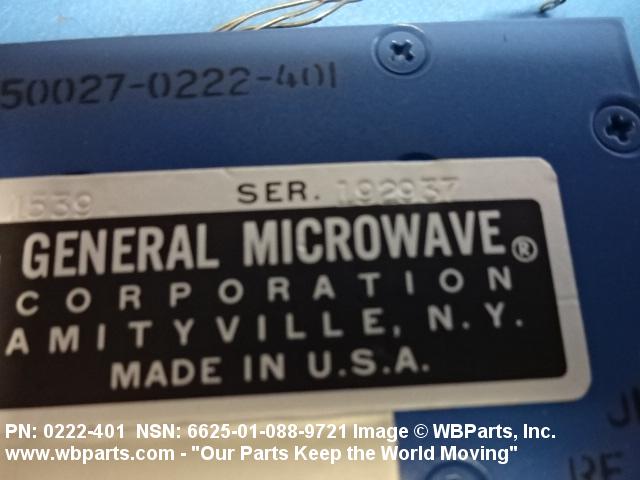 50027-0222-401
1539 SER. 192937
GENERAL MICROWAVE®
CORPORATION
AMITYVILLE, N.Y.
MADE IN U.S.A.
PN: 0222-401 NSN: 6625-01-088-9721 Image © WBParts, Inc.
www.wbparts.com - "Our Parts Keep the World Moving"